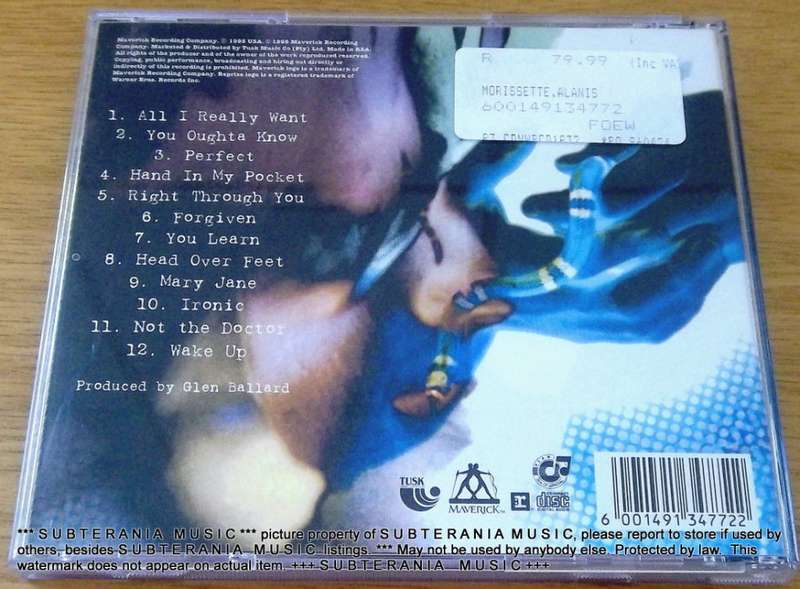 Maverick Recording Company. ℗ 1995 USA. © 1995 Maverick Recording
Company. Marketed & Distributed by Tusk Music Co (Pty) Ltd. Made in RSA.
All rights of the producer and of the owner of the work reproduced reserved.
Copying, public performance, broadcasting and hiring out directly or
indirectly of this recording is prohibited. Maverick logo is a trademark of
Maverick Recording Company. Reprise logo is a registered trademark of
Warner Bros. Records Inc.
R 79.99 (Inc VA
MORISSETTE,ALANIS
600149134772
FOEW
1. All I Really Want
2. You Oughta Know
3. Perfect
4. Hand In My Pocket
5. Right Through You
6. Forgiven
7. You Learn
8. Head Over Feet
9. Mary Jane
10. Ironic
11. Not the Doctor
12. Wake Up
Produced by Glen Ballard
TUSK
MAVERICK
r
disc
6 001491 347722
*** S U B T E R A N I A M U S I C *** picture property of S U B T E R A N I A M U S I C, please report to store if used by
others, besides S U B T E R A N I A M U S I C listings. *** May not be used by anybody else. Protected by law. This
watermark does not appear on actual item. +++ S U B T E R A N I A M U S I C +++